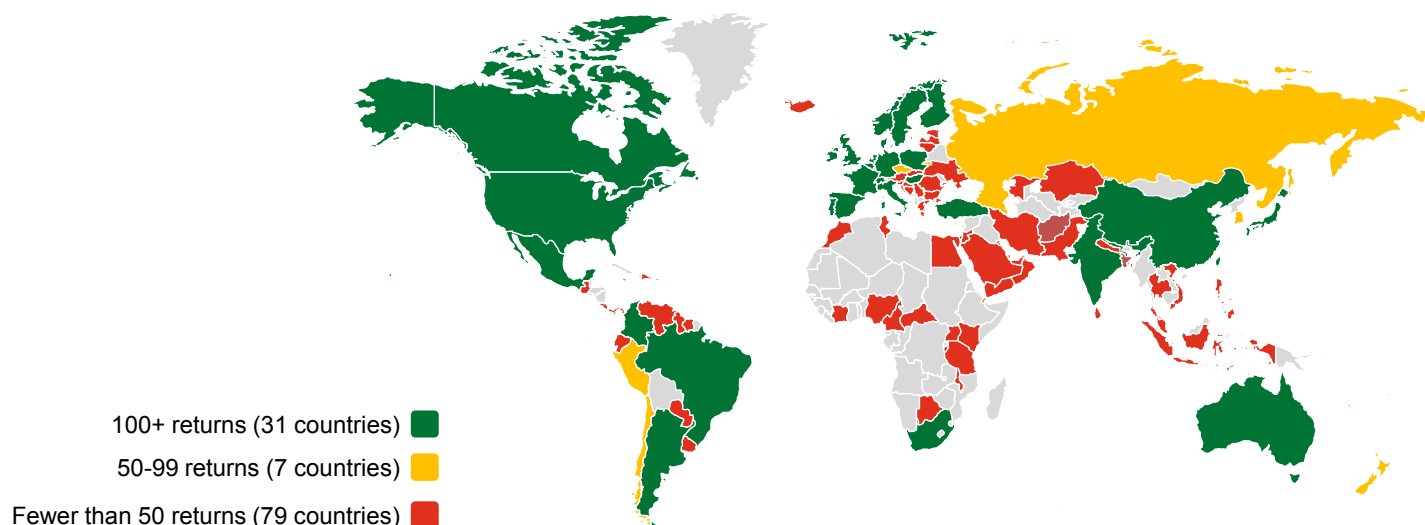 100+ returns (31 countries)
50-99 returns (7 countries)
Fewer than 50 returns (79 countries)